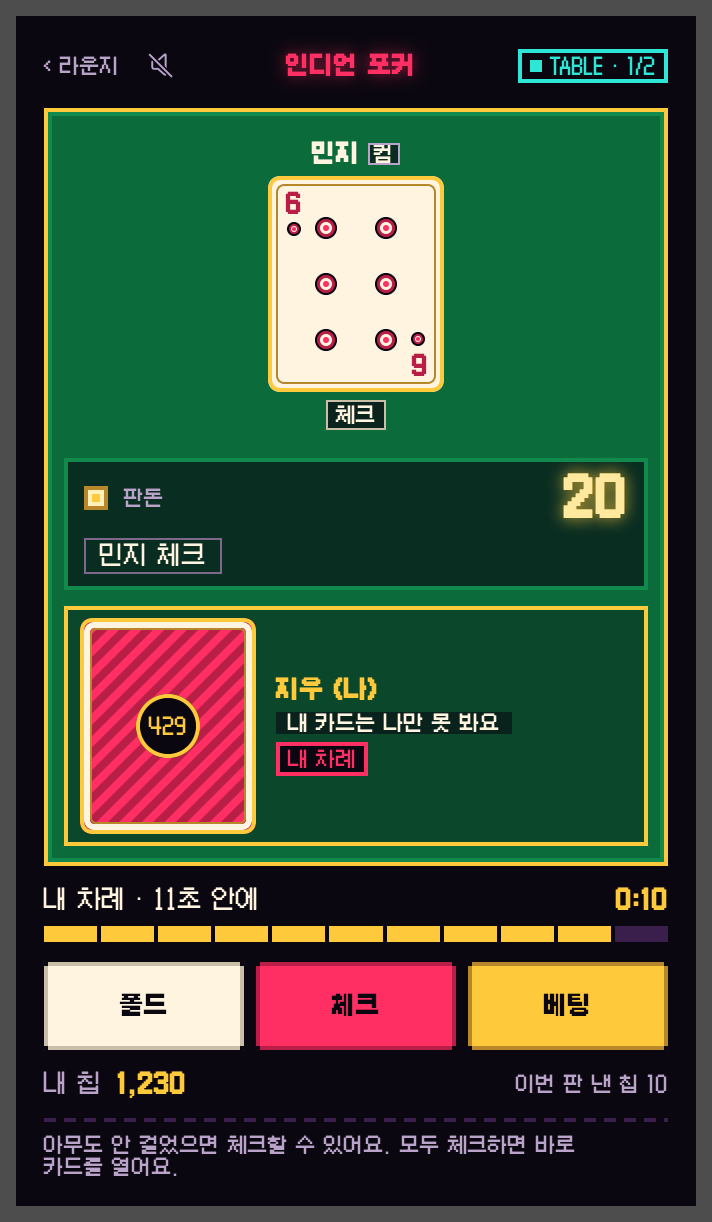 ‹ 라운지
인디언 포커
TABLE · 1/2
민지 컴
6
6
체크
판돈
20
민지 체크
429
지우 (나)
내 카드는 나만 못 봐요
내 차례
내 차례 · 11초 안에
0:10
폴드
체크
베팅
내 칩 1,230
이번 판 낸 칩 10
아무도 안 걸었으면 체크할 수 있어요. 모두 체크하면 바로
카드를 열어요.